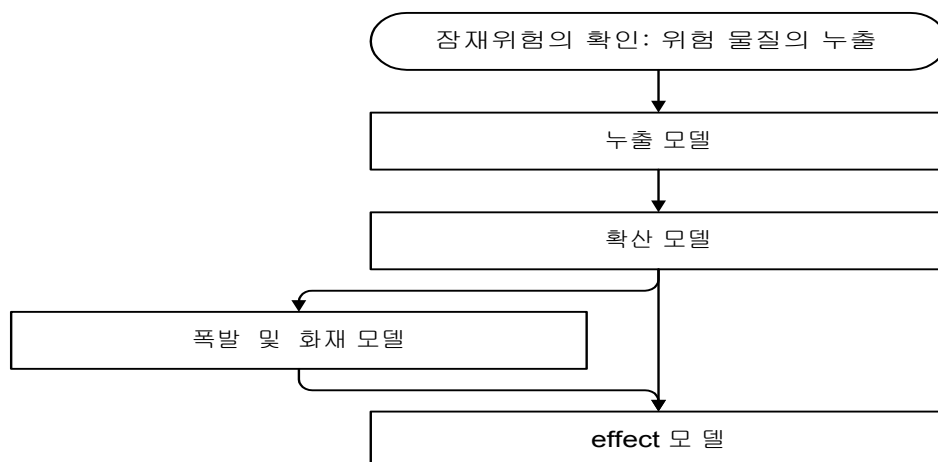 잠재위험의 확인: 위험 물질의 누출
누출 모델
확산 모델
폭발 및 화재 모델
effect 모 델